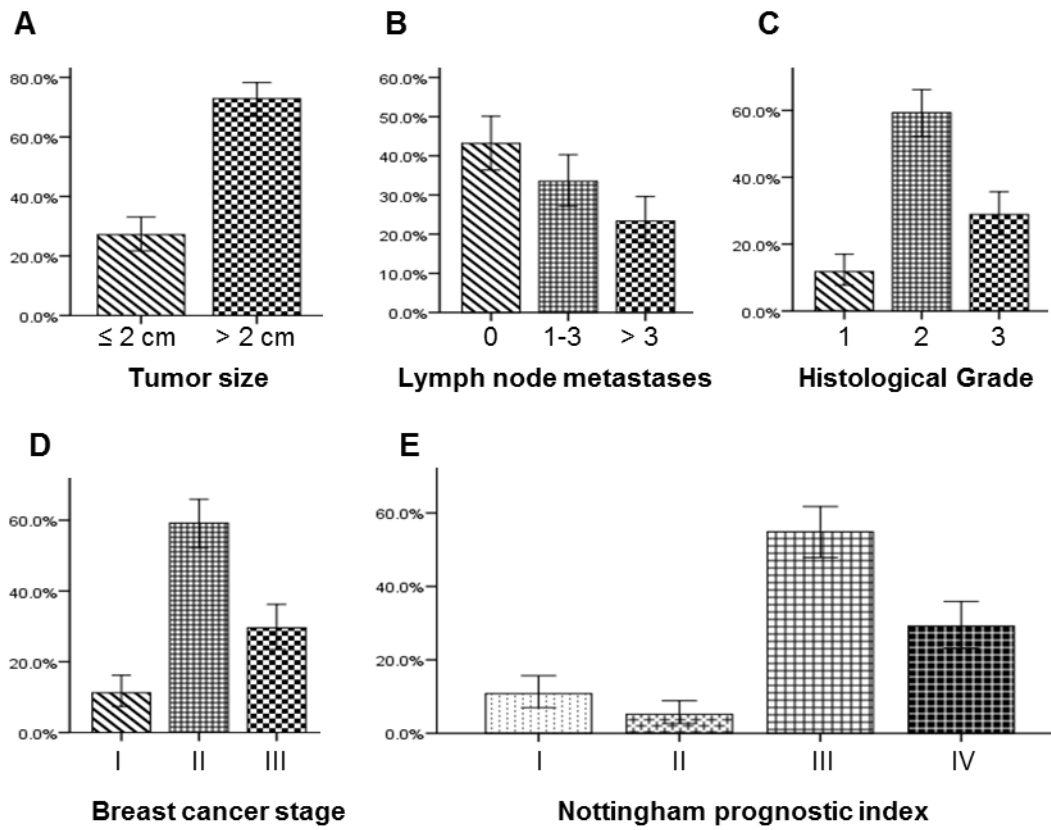 A
80.0%
60.0%
40.0%
20.0%
0.0%
≤ 2 cm > 2 cm
Tumor size
B
60.0%
50.0%
40.0%
30.0%
20.0%
10.0%
0.0%
0 1-3 > 3
Lymph node metastases
C
60.0%
40.0%
20.0%
0.0%
1 2 3
Histological Grade
D
60.0%
40.0%
20.0%
0.0%
I II III
Breast cancer stage
E
60.0%
40.0%
20.0%
0.0%
I II III IV
Nottingham prognostic index